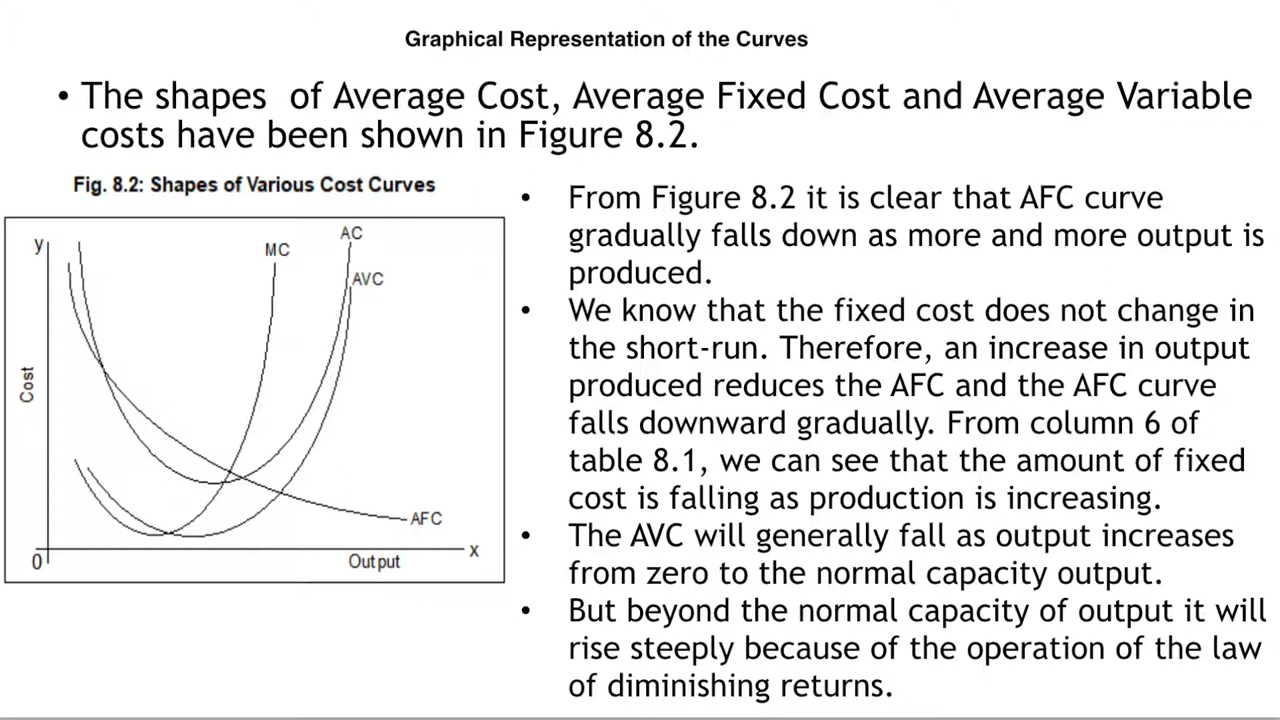 Graphical Representation of the Curves
• The shapes of Average Cost, Average Fixed Cost and Average Variable
costs have been shown in Figure 8.2.
Fig. 8.2: Shapes of Various Cost Curves
y
MC
AC
AVC
Cost
AFC
0
Output
x
• From Figure 8.2 it is clear that AFC curve
gradually falls down as more and more output is
produced.
• We know that the fixed cost does not change in
the short-run. Therefore, an increase in output
produced reduces the AFC and the AFC curve
falls downward gradually. From column 6 of
table 8.1, we can see that the amount of fixed
cost is falling as production is increasing.
• The AVC will generally fall as output increases
from zero to the normal capacity output.
• But beyond the normal capacity of output it will
rise steeply because of the operation of the law
of diminishing returns.